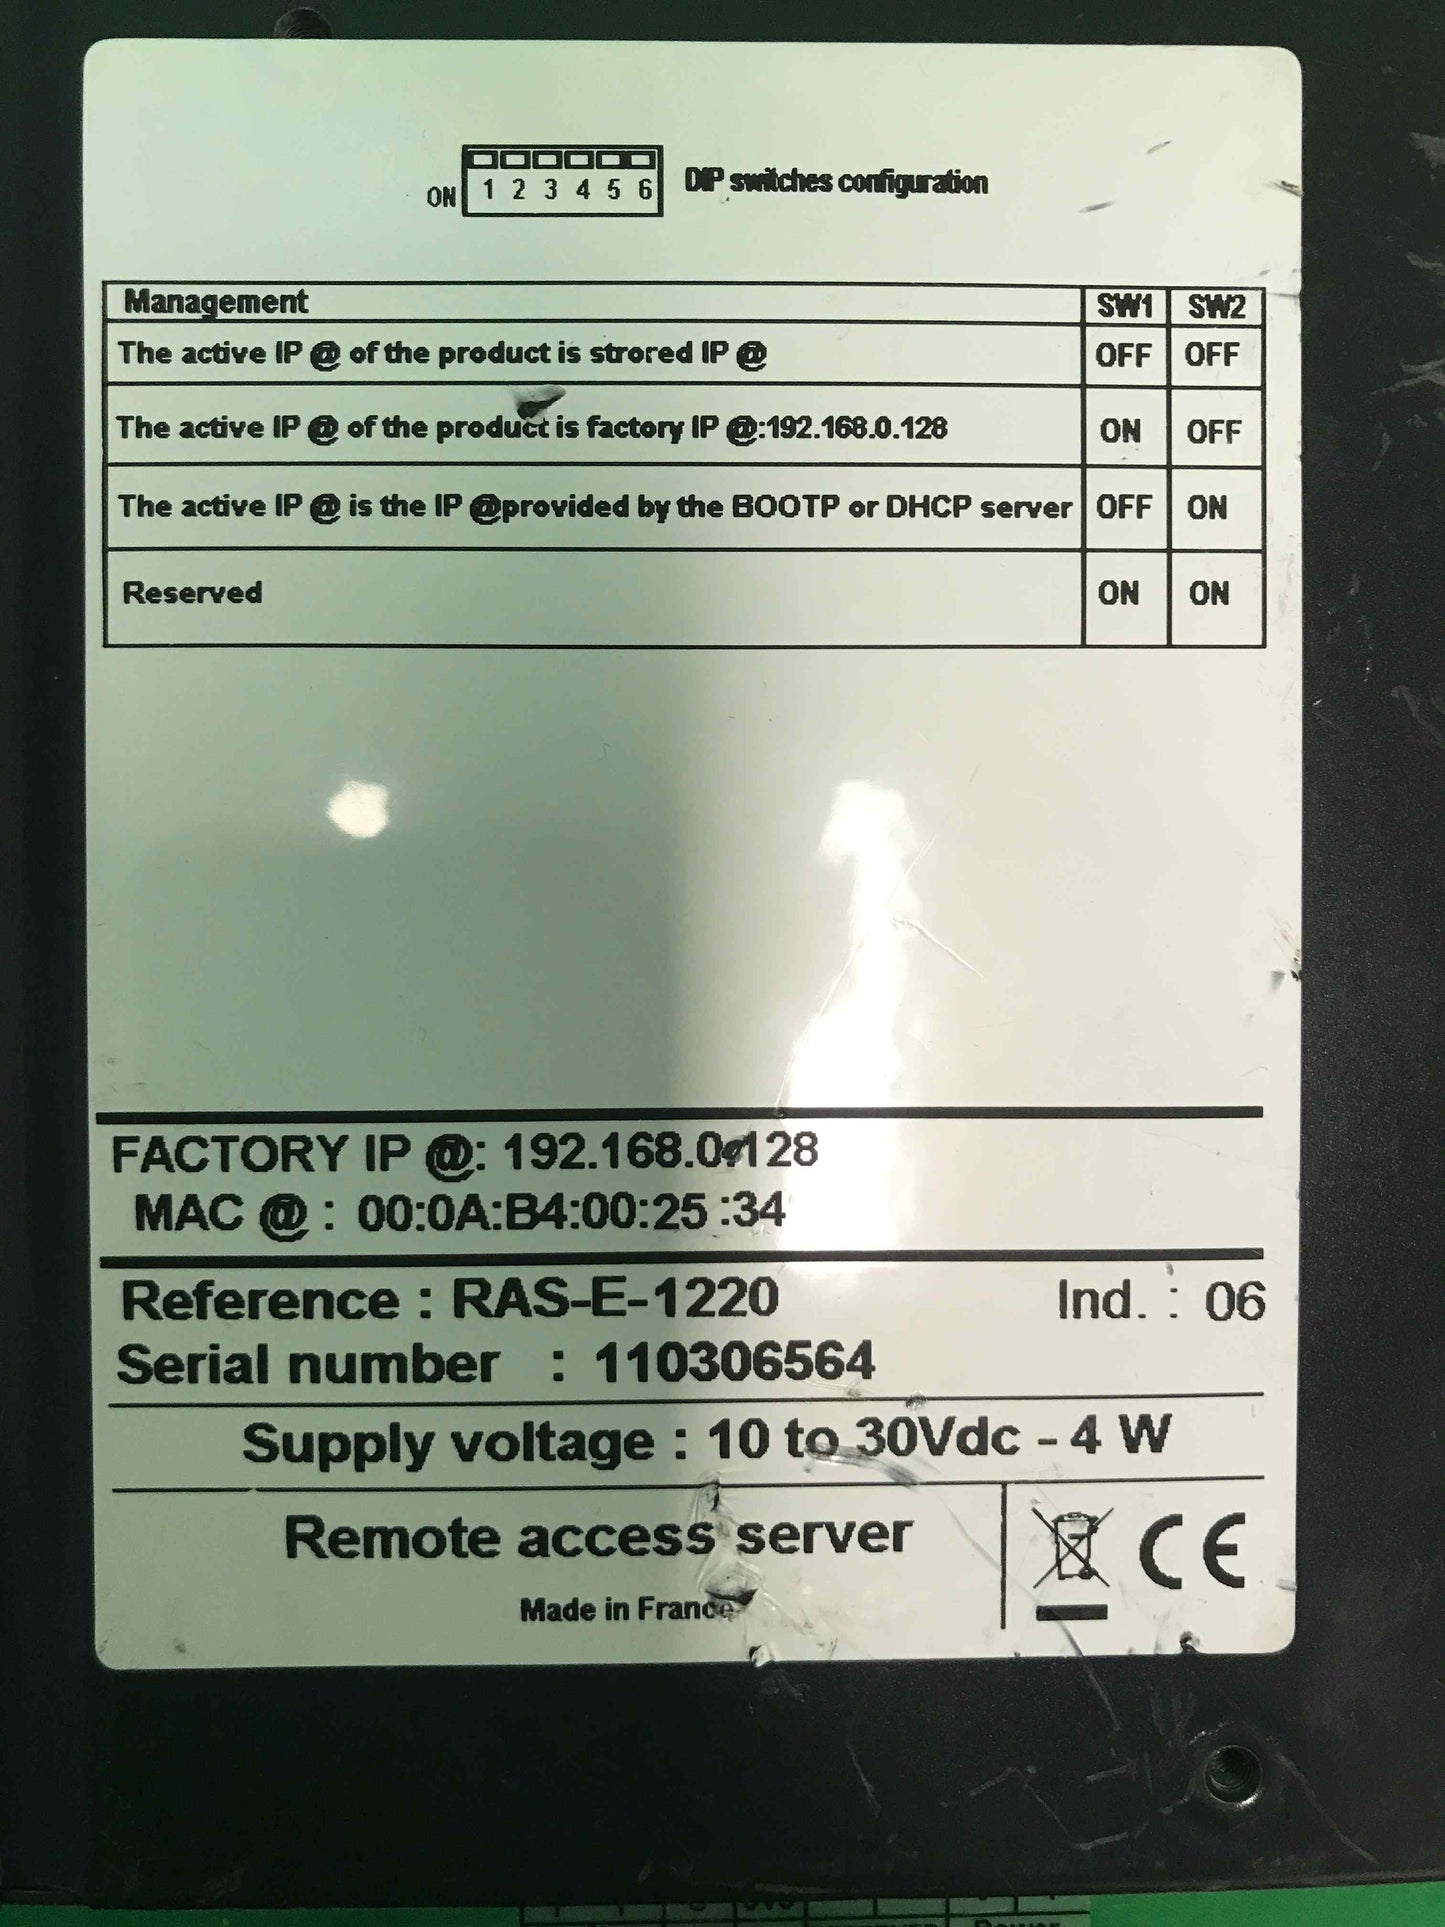 ON 1 2 3 4 5 6 DIP switches configuration
Management SW1 SW2
The active IP @ of the product is strored IP @ OFF OFF
The active IP @ of the product is factory IP @:192.168.0.128 ON OFF
The active IP @ is the IP @provided by the BOOTP or DHCP server OFF ON
Reserved ON ON
FACTORY IP @: 192.168.0.128
MAC @ : 00:0A:B4:00:25 :34
Reference : RAS-E-1220 Ind. : 06
Serial number : 110306564
Supply voltage : 10 to 30Vdc - 4 W
Remote access server
Made in France
CE